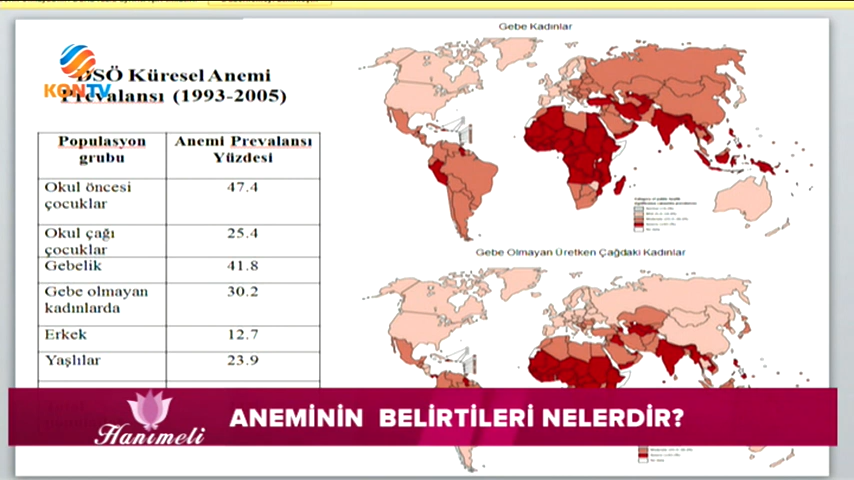 DSÖ Küresel Anemi
Prevalansı (1993-2005)
KONTV
Populasyon grubu
Anemi Prevalansı Yüzdesi
Okul öncesi çocuklar
47.4
Okul çağı çocuklar
25.4
Gebelik
41.8
Gebe olmayan kadınlarda
30.2
Erkek
12.7
Yaşlılar
23.9
Gebe Kadınlar
Gebe Olmayan Üretken Çağdaki Kadınlar
Hanımeli
ANEMİNİN BELİRTİLERİ NELERDİR?